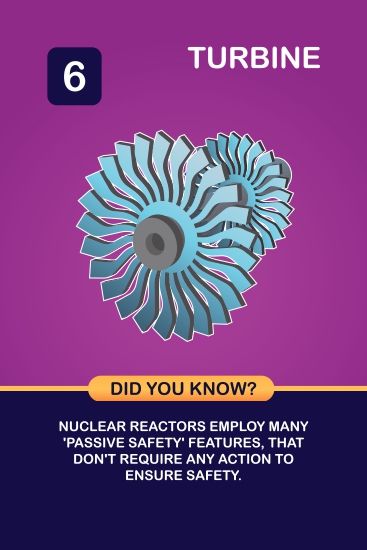 6
TURBINE
DID YOU KNOW?
NUCLEAR REACTORS EMPLOY MANY
'PASSIVE SAFETY' FEATURES, THAT
DON'T REQUIRE ANY ACTION TO
ENSURE SAFETY.